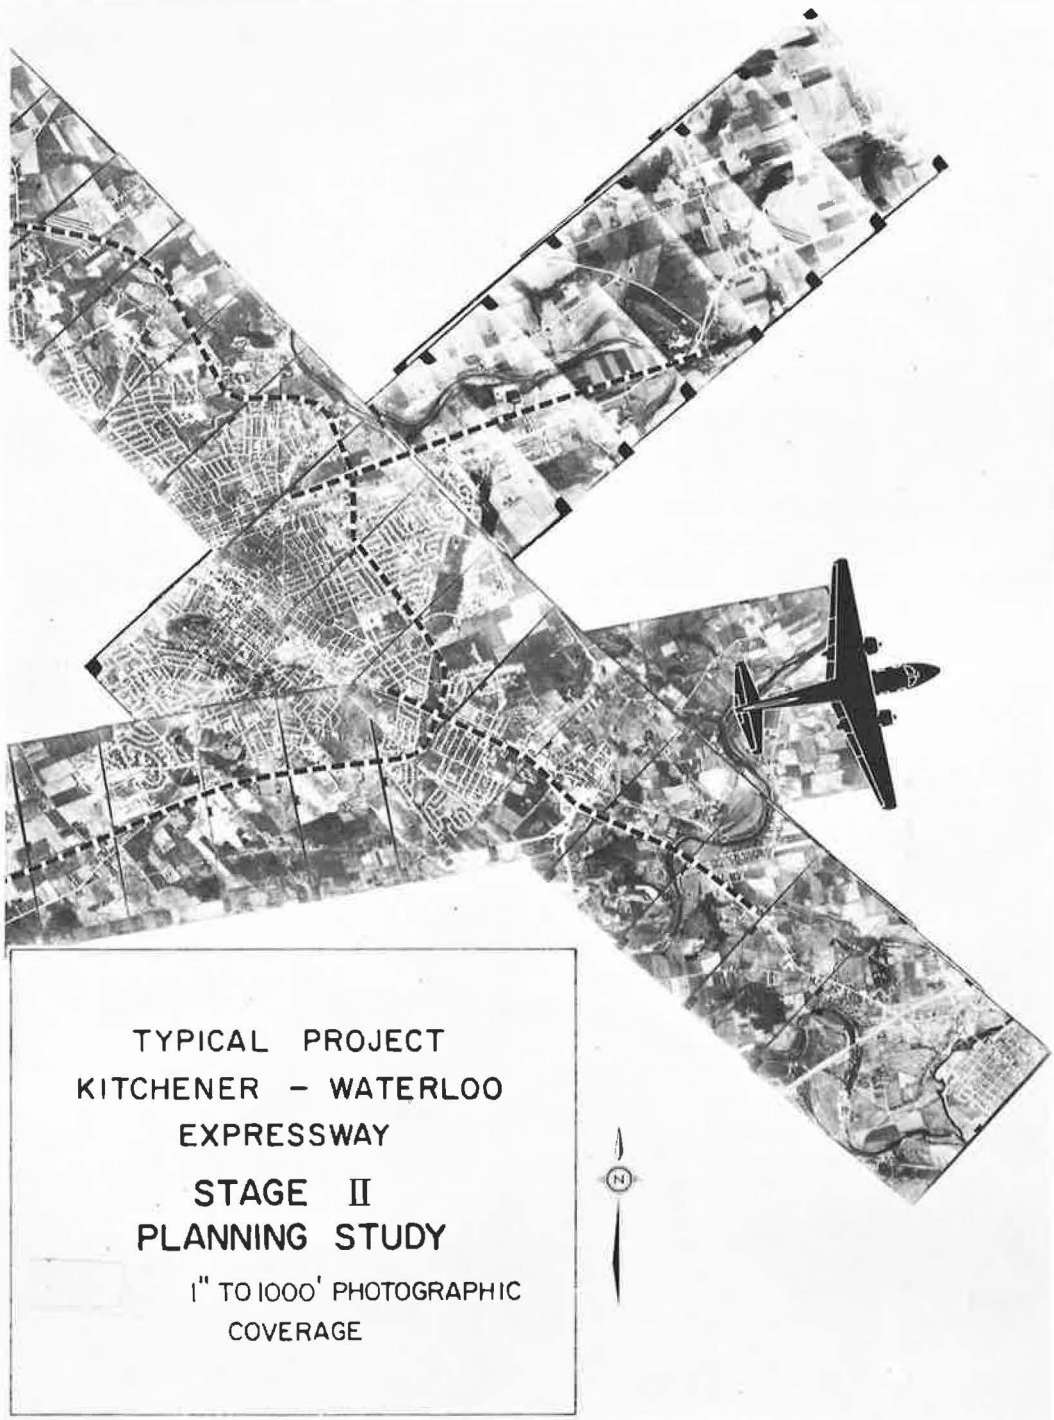 TYPICAL PROJECT
KITCHENER – WATERLOO
EXPRESSWAY
STAGE II
PLANNING STUDY
1" TO 1000' PHOTOGRAPHIC
COVERAGE
N